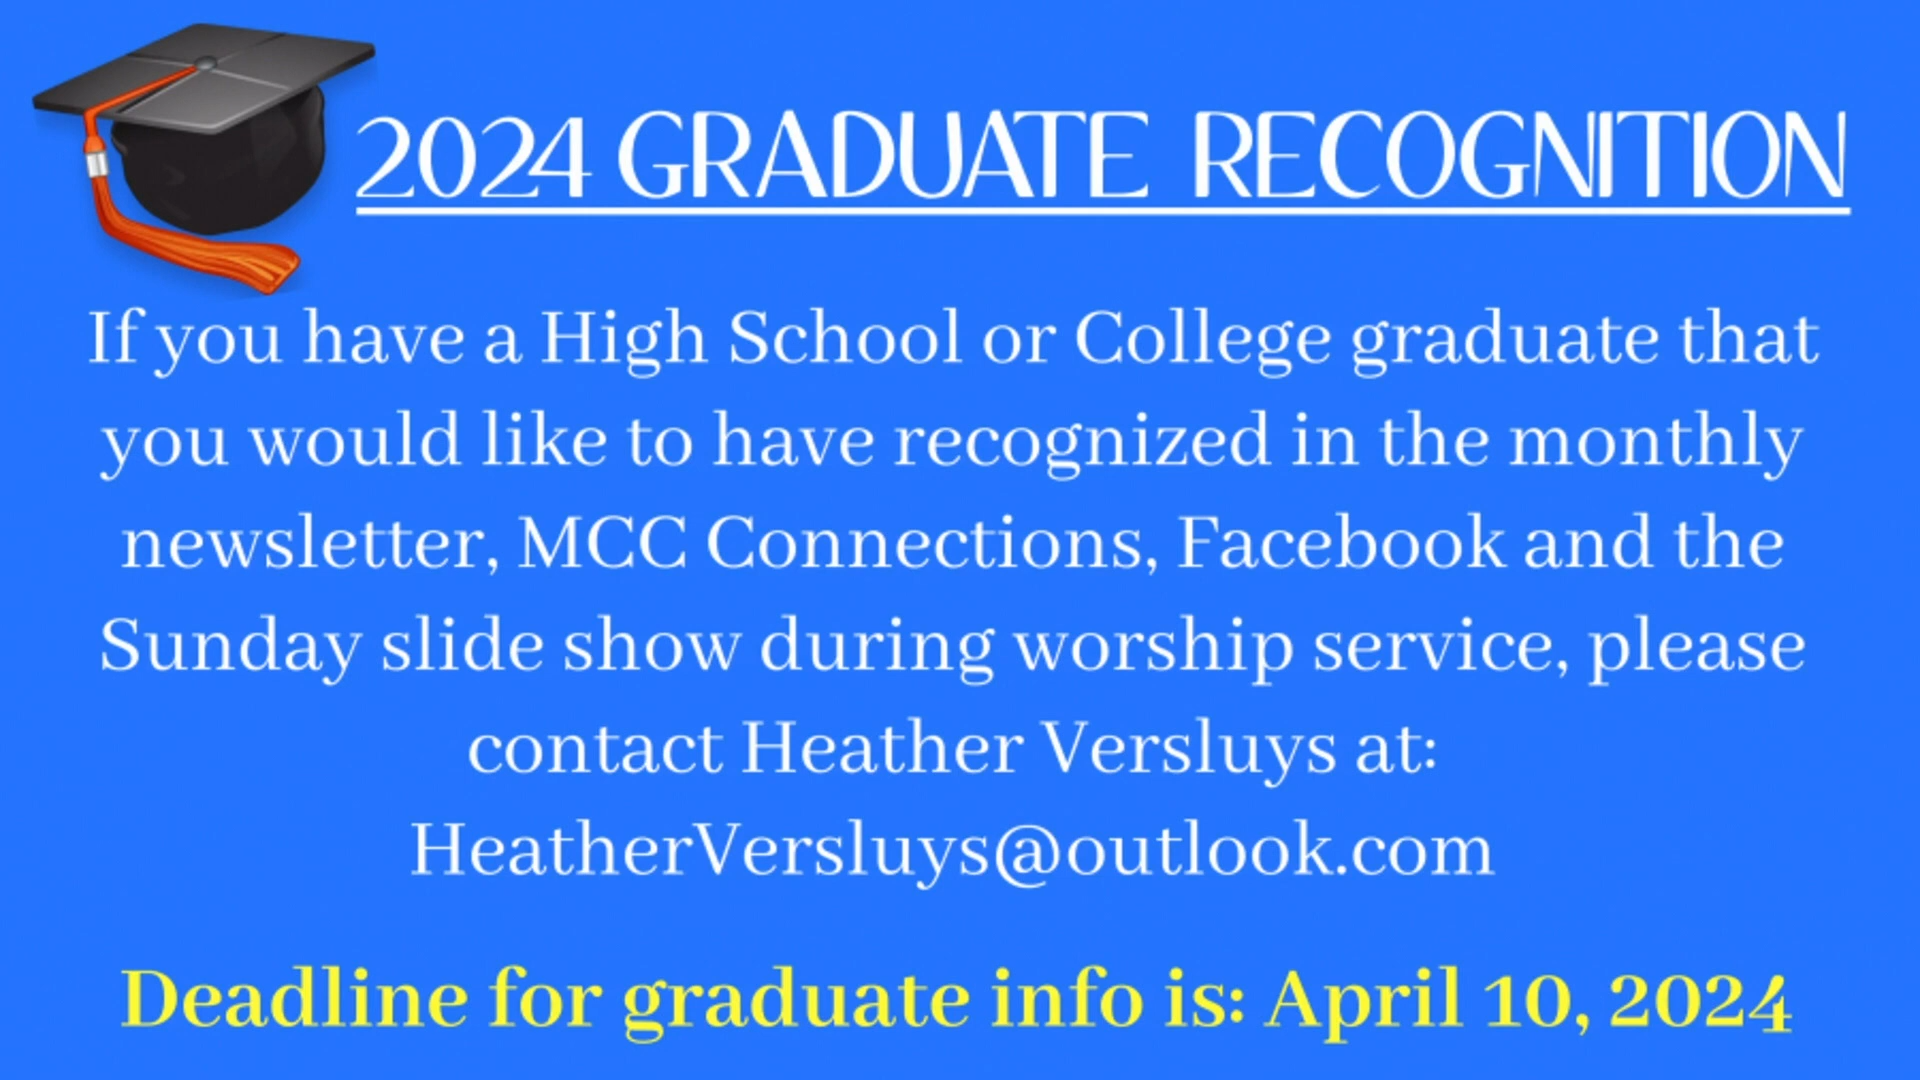 2024 GRADUATE RECOGNITION
If you have a High School or College graduate that
you would like to have recognized in the monthly
newsletter, MCC Connections, Facebook and the
Sunday slide show during worship service, please
contact Heather Versluys at:
HeatherVersluys@outlook.com
Deadline for graduate info is: April 10, 2024